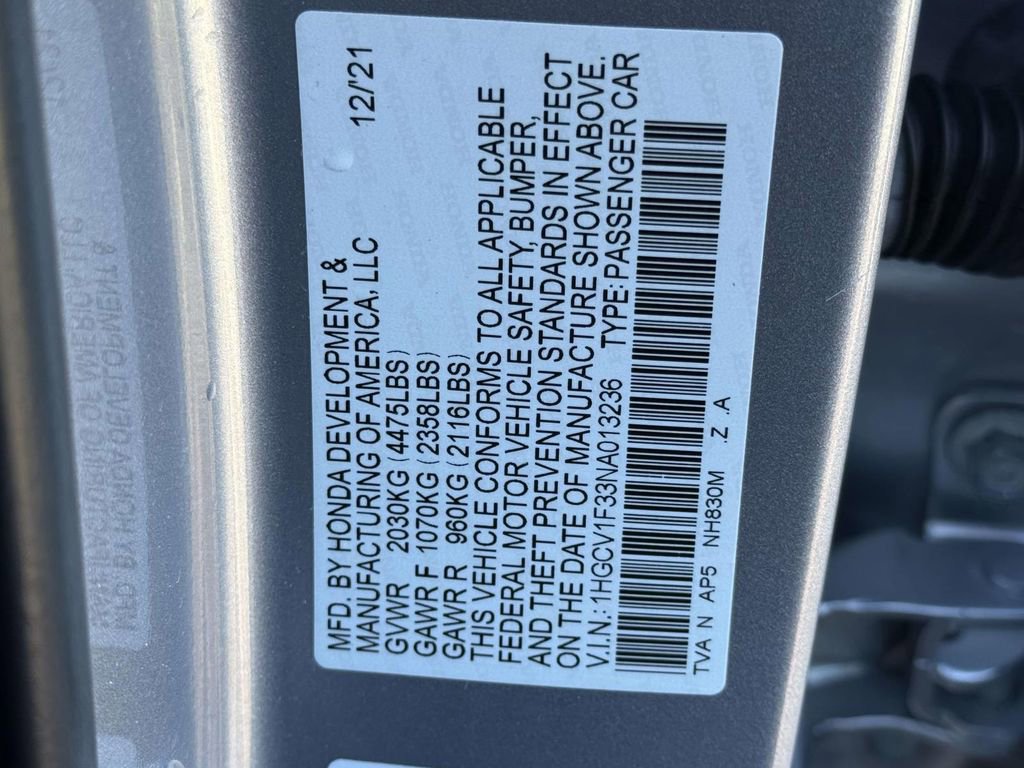 MFD. BY HONDA DEVELOPMENT &
MANUFACTURING OF AMERICA, LLC 12/'21
GVWR 2030KG (4475LBS)
GAWR F 1070KG (2358LBS)
GAWR R 960KG (2116LBS)
THIS VEHICLE CONFORMS TO ALL APPLICABLE
FEDERAL MOTOR VEHICLE SAFETY, BUMPER,
AND THEFT PREVENTION STANDARDS IN EFFECT
ON THE DATE OF MANUFACTURE SHOWN ABOVE.
V.I.N.:1HGCV1F33NA013236 TYPE:PASSENGER CAR
TVA N AP5 NH830M .Z .A